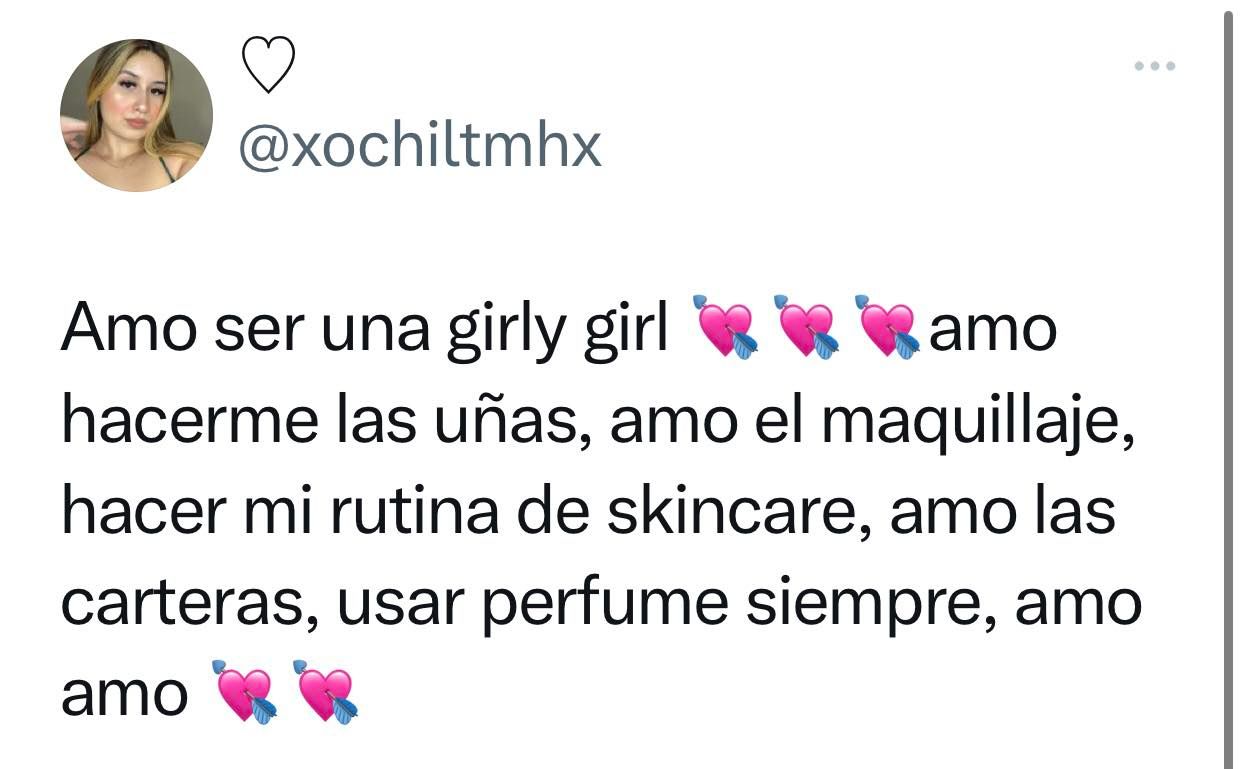 ♡
@xochiltmhx
Amo ser una girly girl 💘💘💘amo
hacerme las uñas, amo el maquillaje,
hacer mi rutina de skincare, amo las
carteras, usar perfume siempre, amo
amo 💘💘